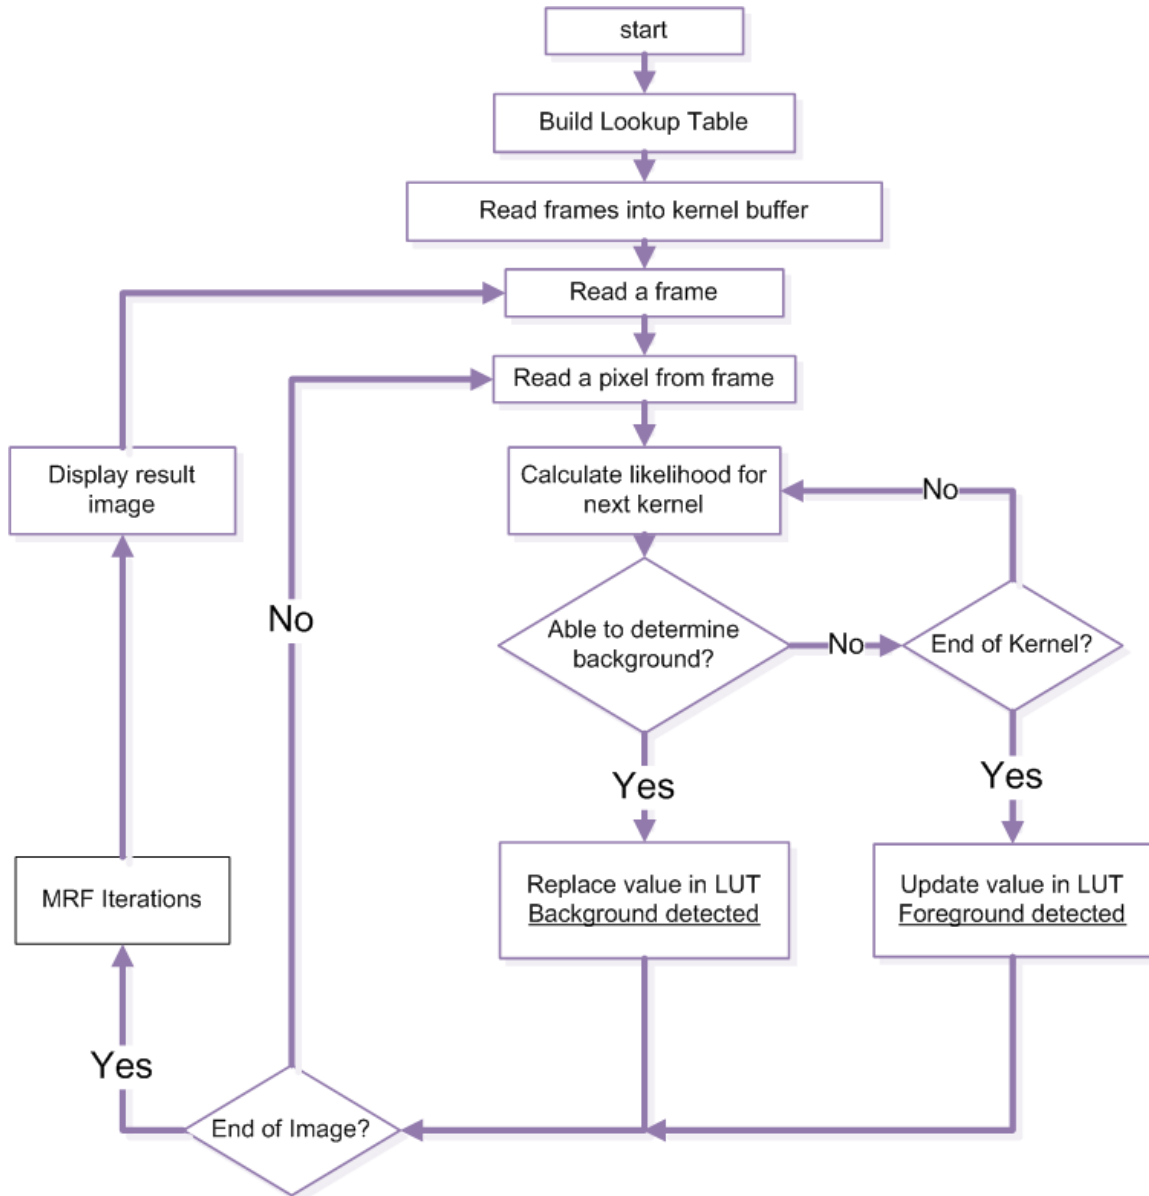 start
Build Lookup Table
Read frames into kernel buffer
Read a frame
Read a pixel from frame
Display result
image
Calculate likelihood for
next kernel
No
No
Able to determine
background?
No
End of Kernel?
Yes
Yes
MRF Iterations
Replace value in LUT
Background detected
Update value in LUT
Foreground detected
Yes
End of Image?